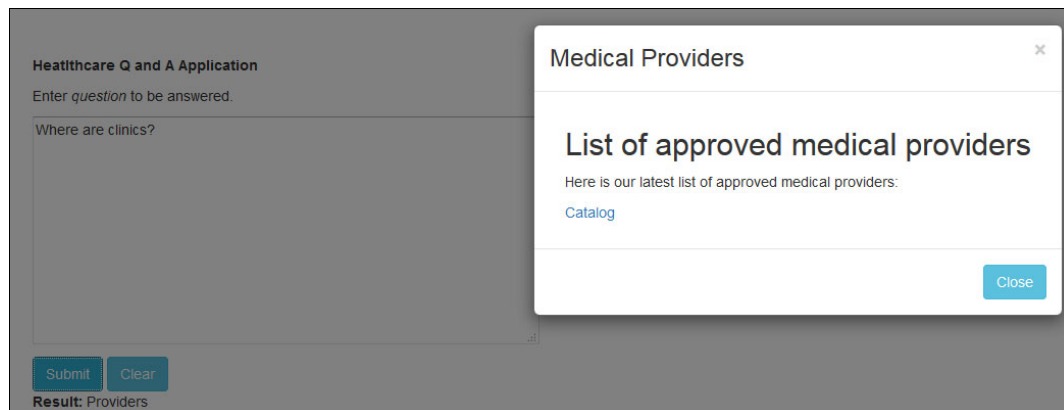 Heatlthcare Q and A Application
Enter question to be answered.
Where are clinics?
Submit Clear
Result: Providers
Medical Providers ×
List of approved medical providers
Here is our latest list of approved medical providers:
Catalog
Close